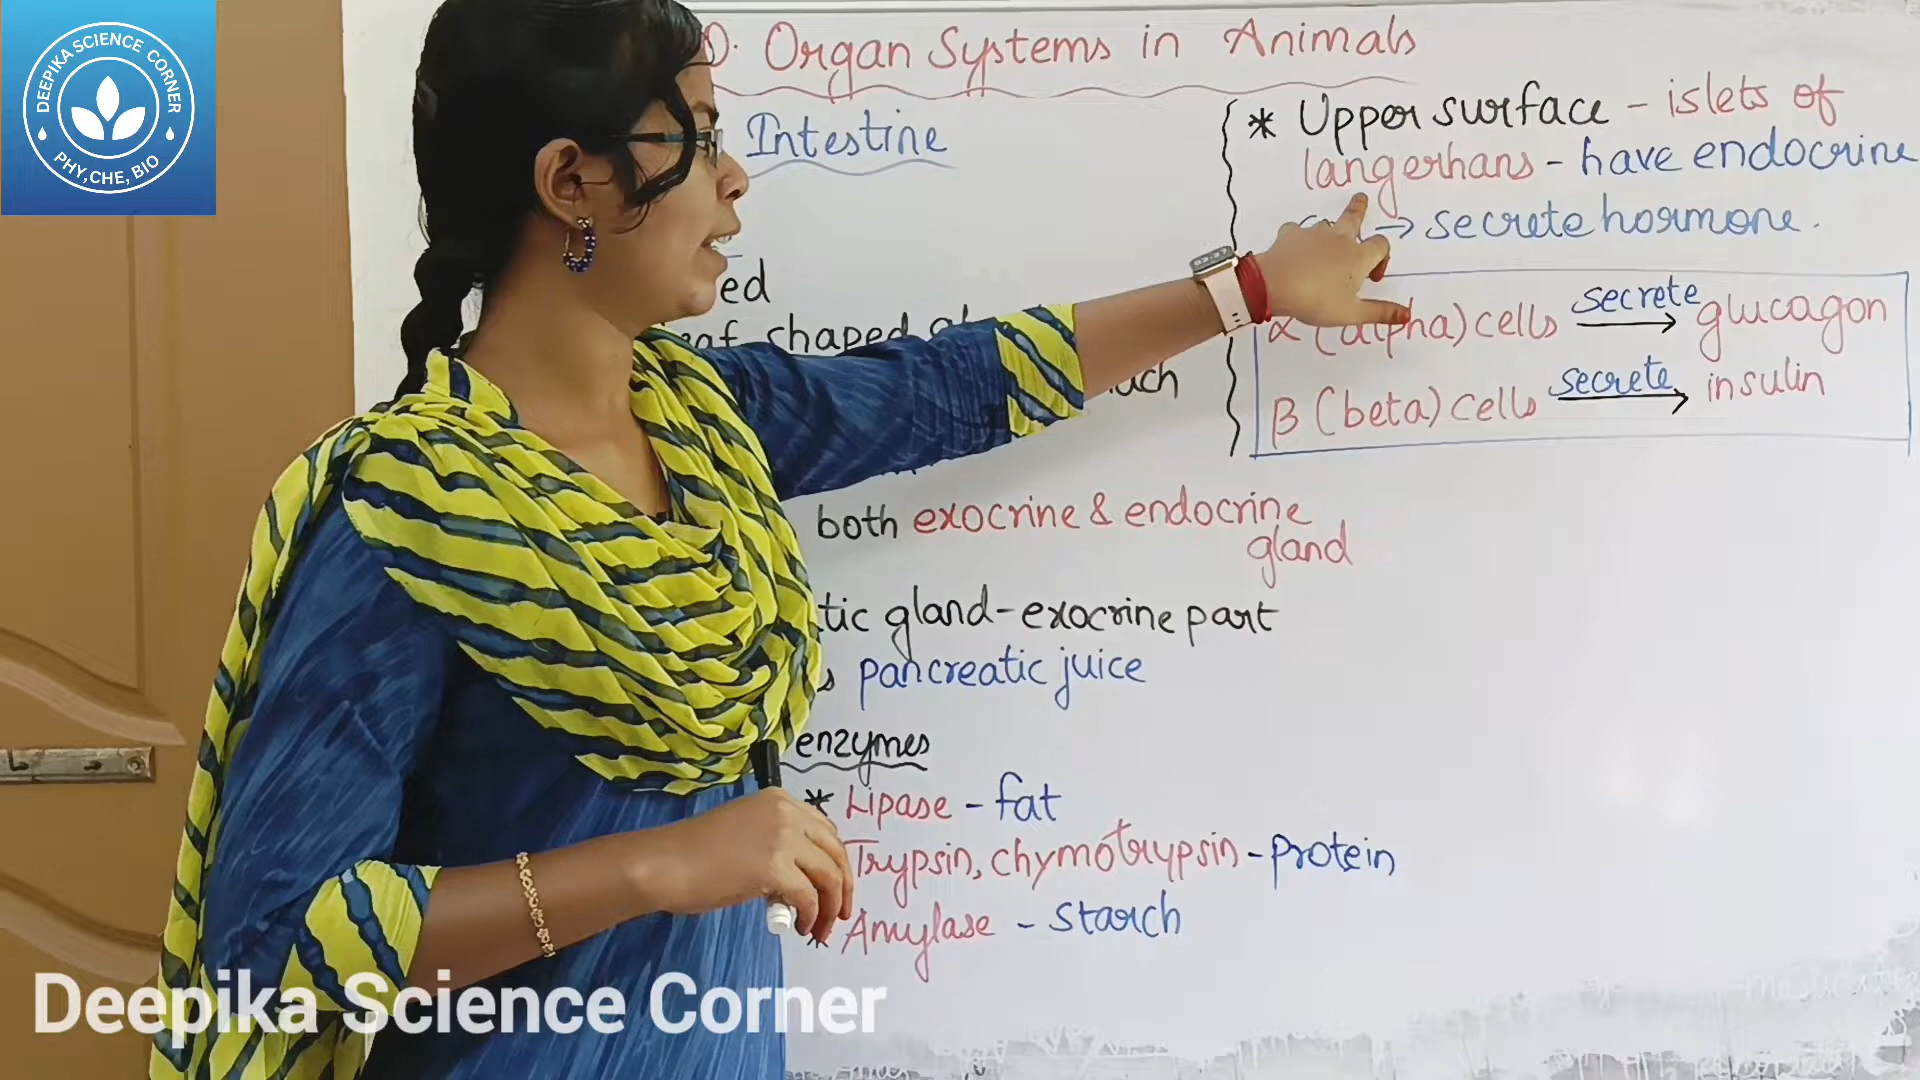 DEEPIKA SCIENCE CORNER
PHY,CHE, BIO
Organ Systems in Animals
Intestine
shaped
both exocrine & endocrine
gland
gland - exocrine part
pancreatic juice
enzymes
* Lipase - fat
Trypsin, chymotrypsin - protein
* Amylase - starch
* Upper surface - islets of
langerhans - have endocrine
→ secrete hormone.
α (alpha) cells secrete → glucagon
β (beta) cells secrete → insulin
Deepika Science Corner